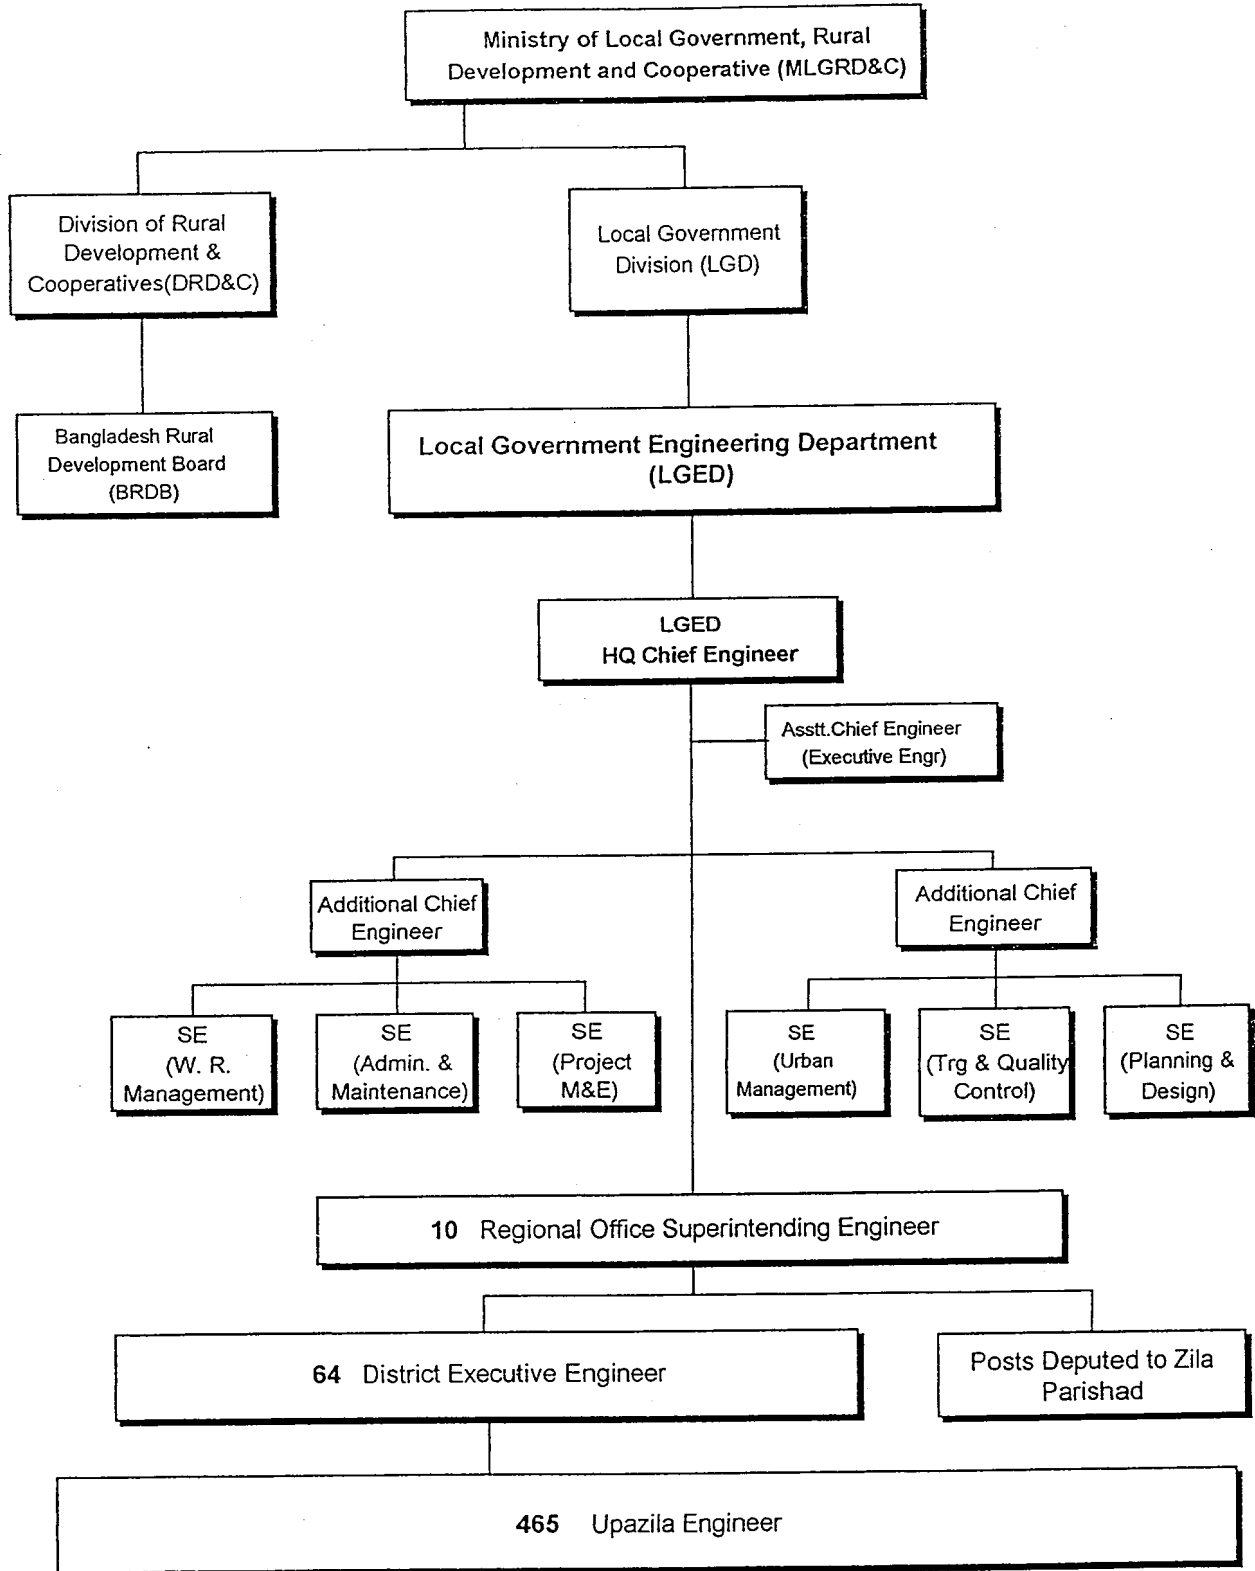 Ministry of Local Government, Rural
Development and Cooperative (MLGRD&C)
Division of Rural
Development &
Cooperatives(DRD&C)
Local Government
Division (LGD)
Bangladesh Rural
Development Board
(BRDB)
Local Government Engineering Department
(LGED)
LGED
HQ Chief Engineer
Asstt.Chief Engineer
(Executive Engr)
Additional Chief
Engineer
Additional Chief
Engineer
SE
(W. R.
Management)
SE
(Admin. &
Maintenance)
SE
(Project
M&E)
SE
(Urban
Management)
SE
(Trg & Quality
Control)
SE
(Planning &
Design)
10 Regional Office Superintending Engineer
64 District Executive Engineer
Posts Deputed to Zila
Parishad
465 Upazila Engineer